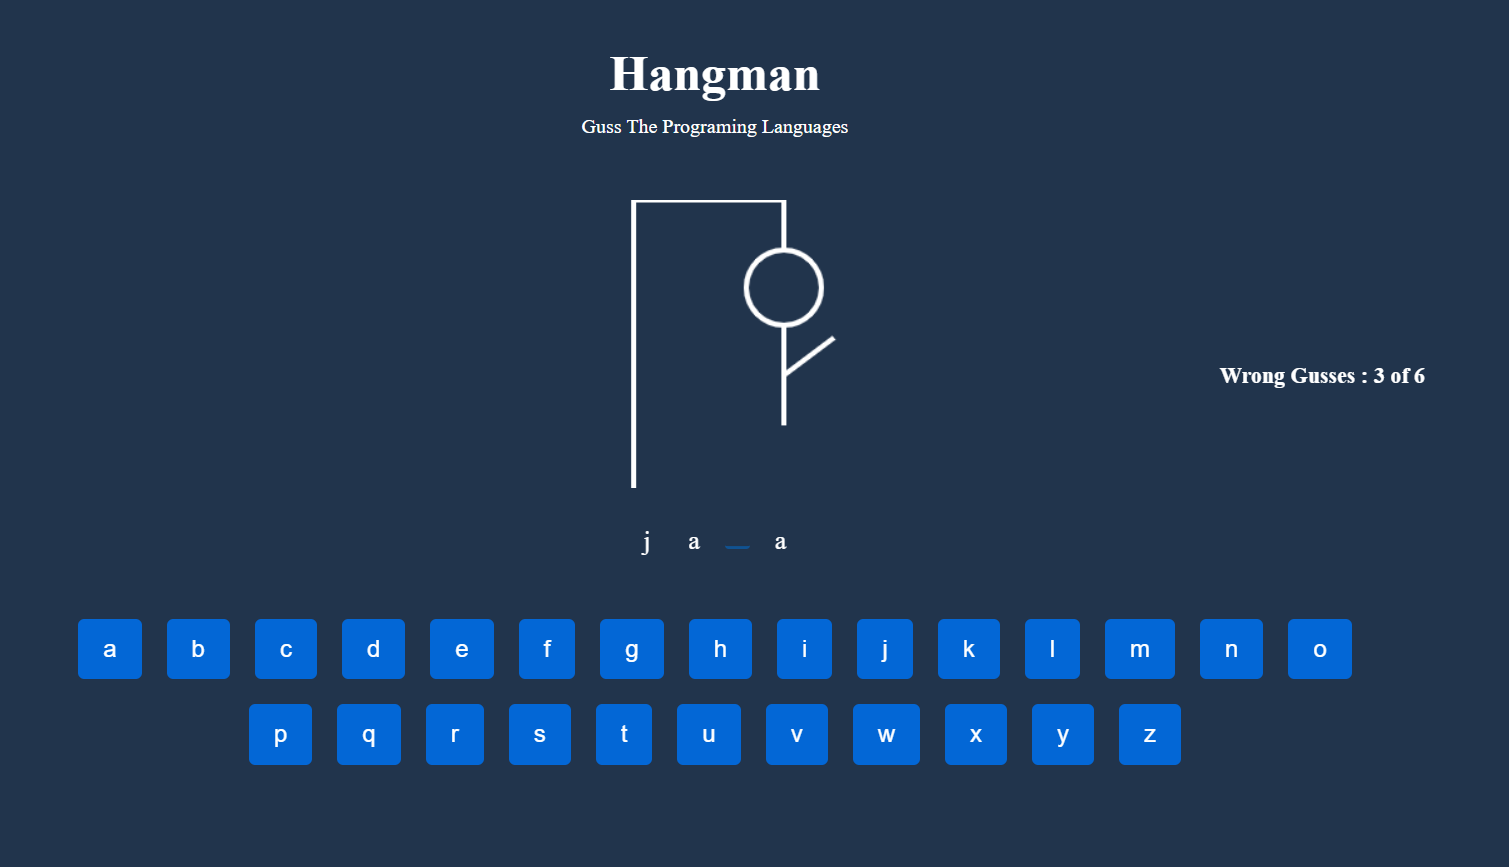 Hangman
Guss The Programing Languages
Wrong Gusses : 3 of 6
j a _ a
a b c d e f g h i j k l m n o
p q r s t u v w x y z